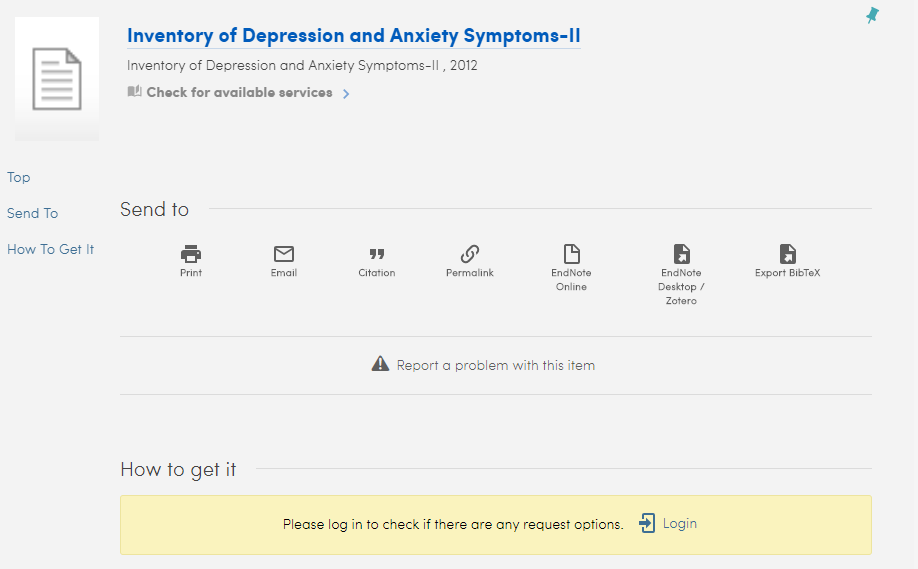 Inventory of Depression and Anxiety Symptoms-II
Inventory of Depression and Anxiety Symptoms-II , 2012
Check for available services
Top
Send To
How To Get It
Send to
Print
Email
Citation
Permalink
EndNote
Online
EndNote
Desktop /
Zotero
Export BibTeX
Report a problem with this item
How to get it
Please log in to check if there are any request options. Login